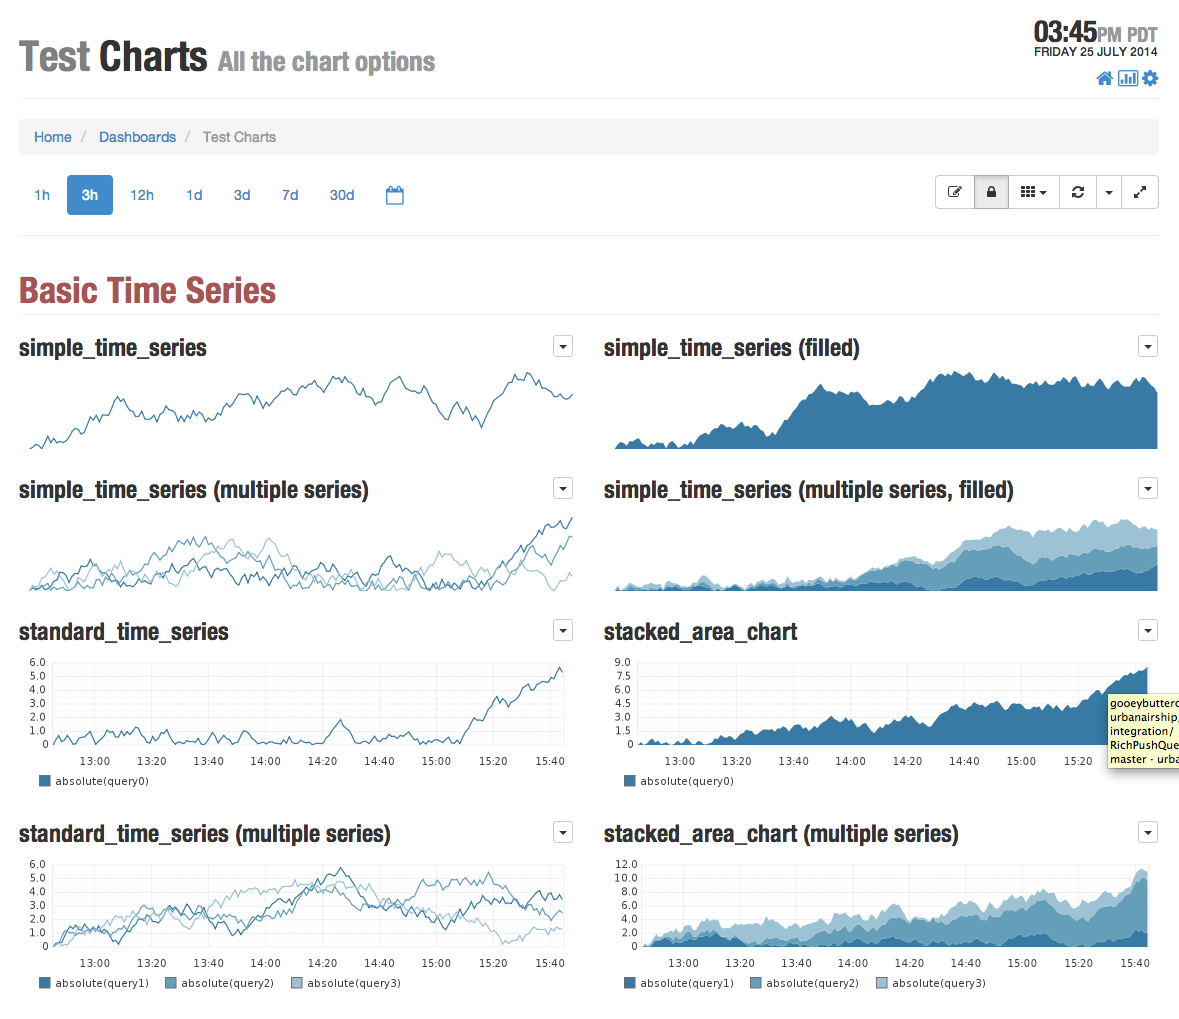 Test Charts All the chart options
03:45PM PDT
FRIDAY 25 JULY 2014
Home / Dashboards / Test Charts
1h 3h 12h 1d 3d 7d 30d
Basic Time Series
simple_time_series
simple_time_series (filled)
simple_time_series (multiple series)
simple_time_series (multiple series, filled)
standard_time_series
6.0
5.0
4.0
3.0
2.0
1.0
0
13:00 13:20 13:40 14:00 14:20 14:40 15:00 15:20 15:40
absolute(query0)
stacked_area_chart
9.0
7.5
6.0
4.5
3.0
1.5
0
13:00 13:20 13:40 14:00 14:20 14:40 15:00 15:20
absolute(query0)
urbanairship
integration/
master · urba
standard_time_series (multiple series)
6.0
5.0
4.0
3.0
2.0
1.0
0
13:00 13:20 13:40 14:00 14:20 14:40 15:00 15:20 15:40
absolute(query1) absolute(query2) absolute(query3)
stacked_area_chart (multiple series)
12.0
10.0
8.0
6.0
4.0
2.0
0
13:00 13:20 13:40 14:00 14:20 14:40 15:00 15:20 15:40
absolute(query1) absolute(query2) absolute(query3)